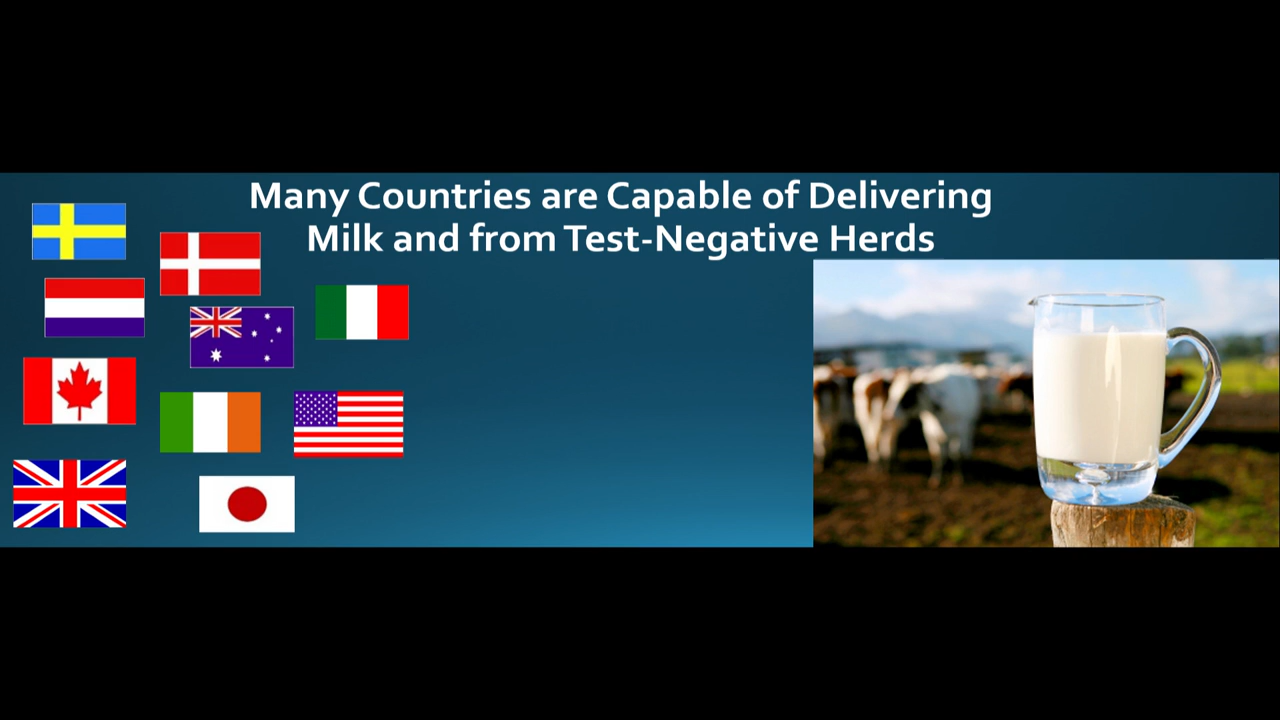 Many Countries are Capable of Delivering
Milk and from Test-Negative Herds